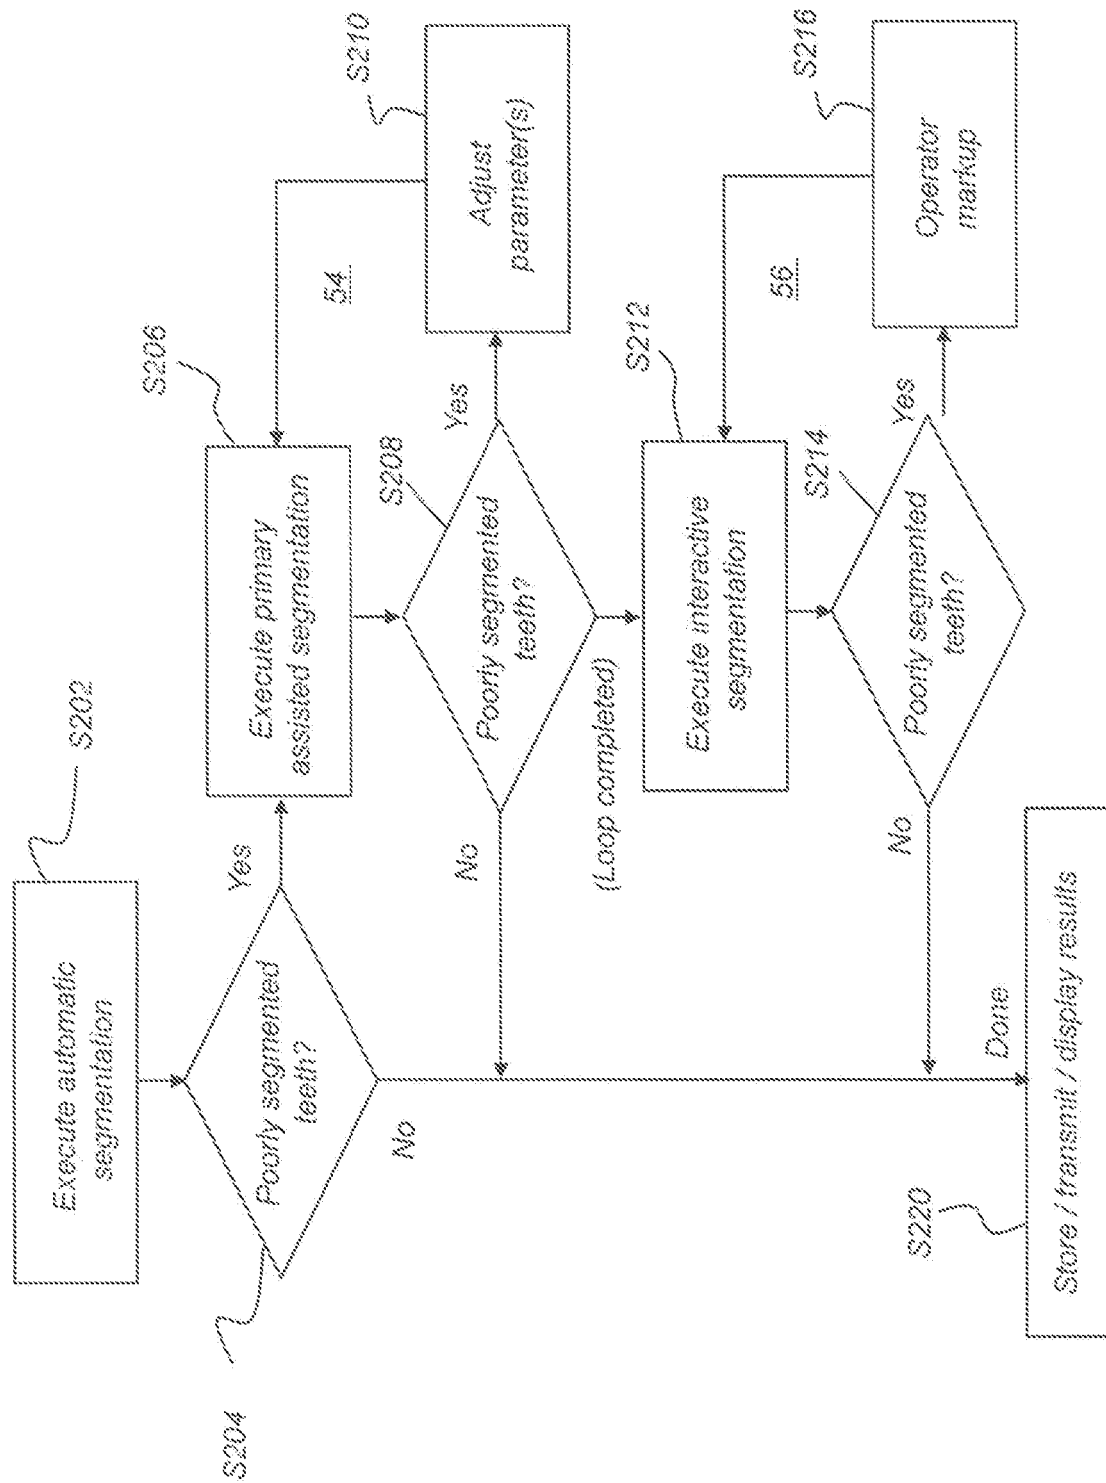 S202
Execute automatic
segmentation
S204
Poorly segmented
teeth?
Yes
No
S206
Execute primary
assisted segmentation
54
S208
Poorly segmented
teeth?
Yes
No
(Loop completed)
S210
Adjust
parameter(s)
S212
Execute interactive
segmentation
56
S214
Poorly segmented
teeth?
Yes
No
S216
Operator
markup
Done
S220
Store / transmit / display results